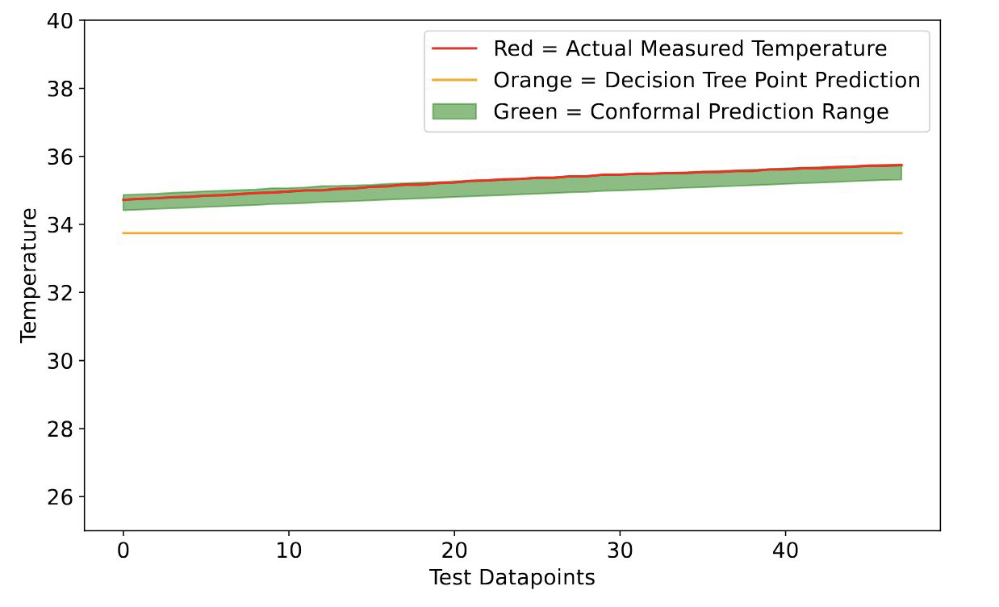 40
38
36
34
32
30
28
26
Temperature
Red = Actual Measured Temperature
Orange = Decision Tree Point Prediction
Green = Conformal Prediction Range
0 10 20 30 40
Test Datapoints